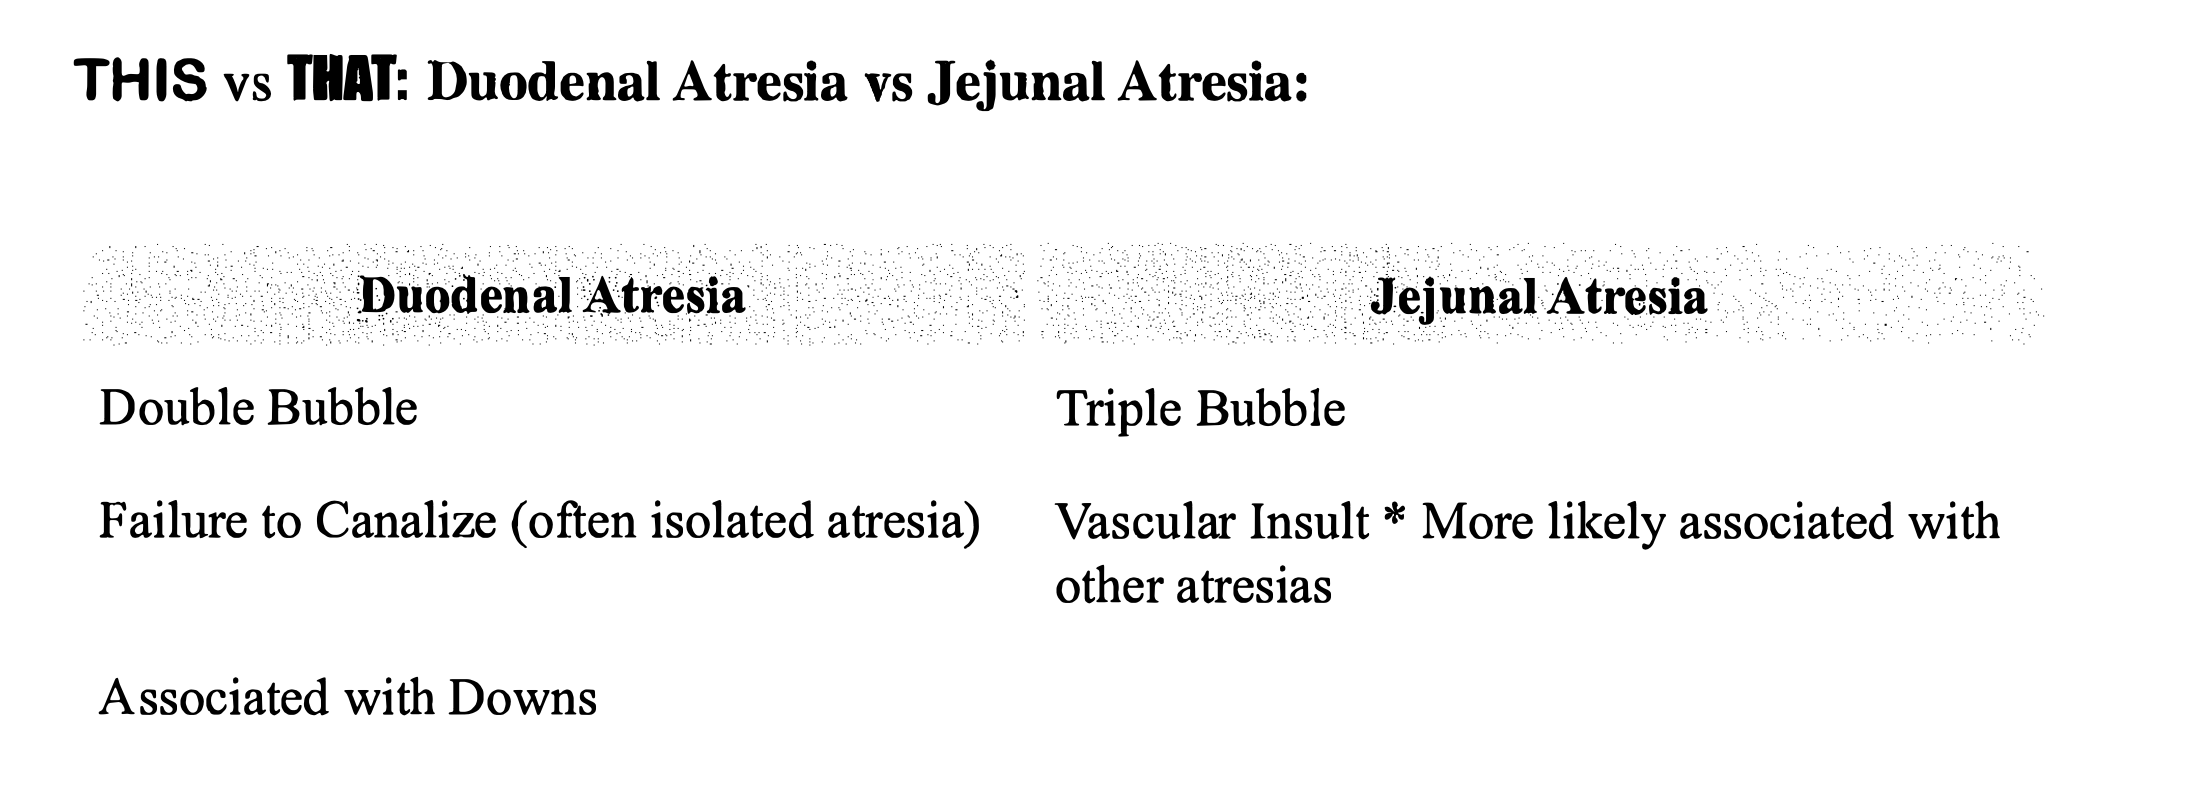 THIS vs THAT: Duodenal Atresia vs Jejunal Atresia:
Duodenal Atresia
Jejunal Atresia
Double Bubble
Triple Bubble
Failure to Canalize (often isolated atresia)
Vascular Insult * More likely associated with
other atresias
Associated with Downs